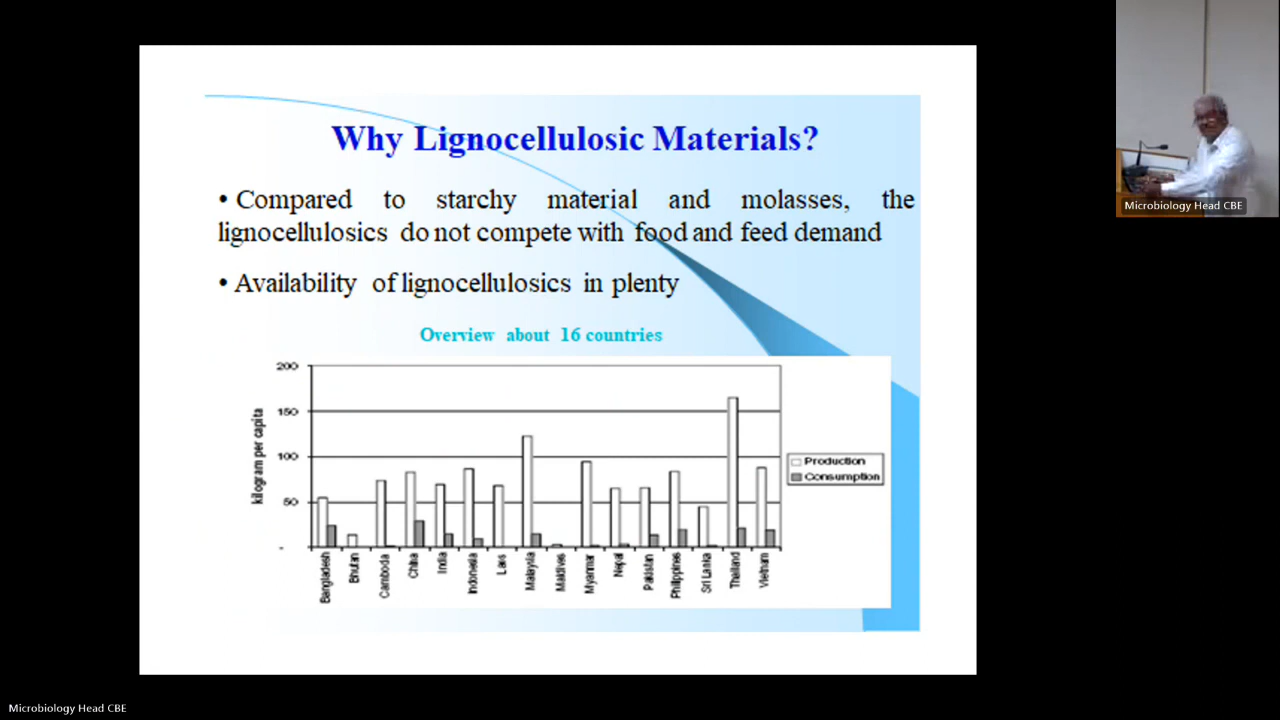 Why Lignocellulosic Materials?
• Compared to starchy material and molasses, the
lignocellulosics do not compete with food and feed demand
• Availability of lignocellulosics in plenty
Overview about 16 countries
200
150
100
50
-
kilogram per capita
Production
Consumption
Bangladesh
Bhutan
Cambodia
China
India
Indonesia
Laos
Malaysia
Maldives
Myanmar
Nepal
Pakistan
Philippines
Sri Lanka
Thailand
Vietnam
Microbiology Head CBE
Microbiology Head CBE